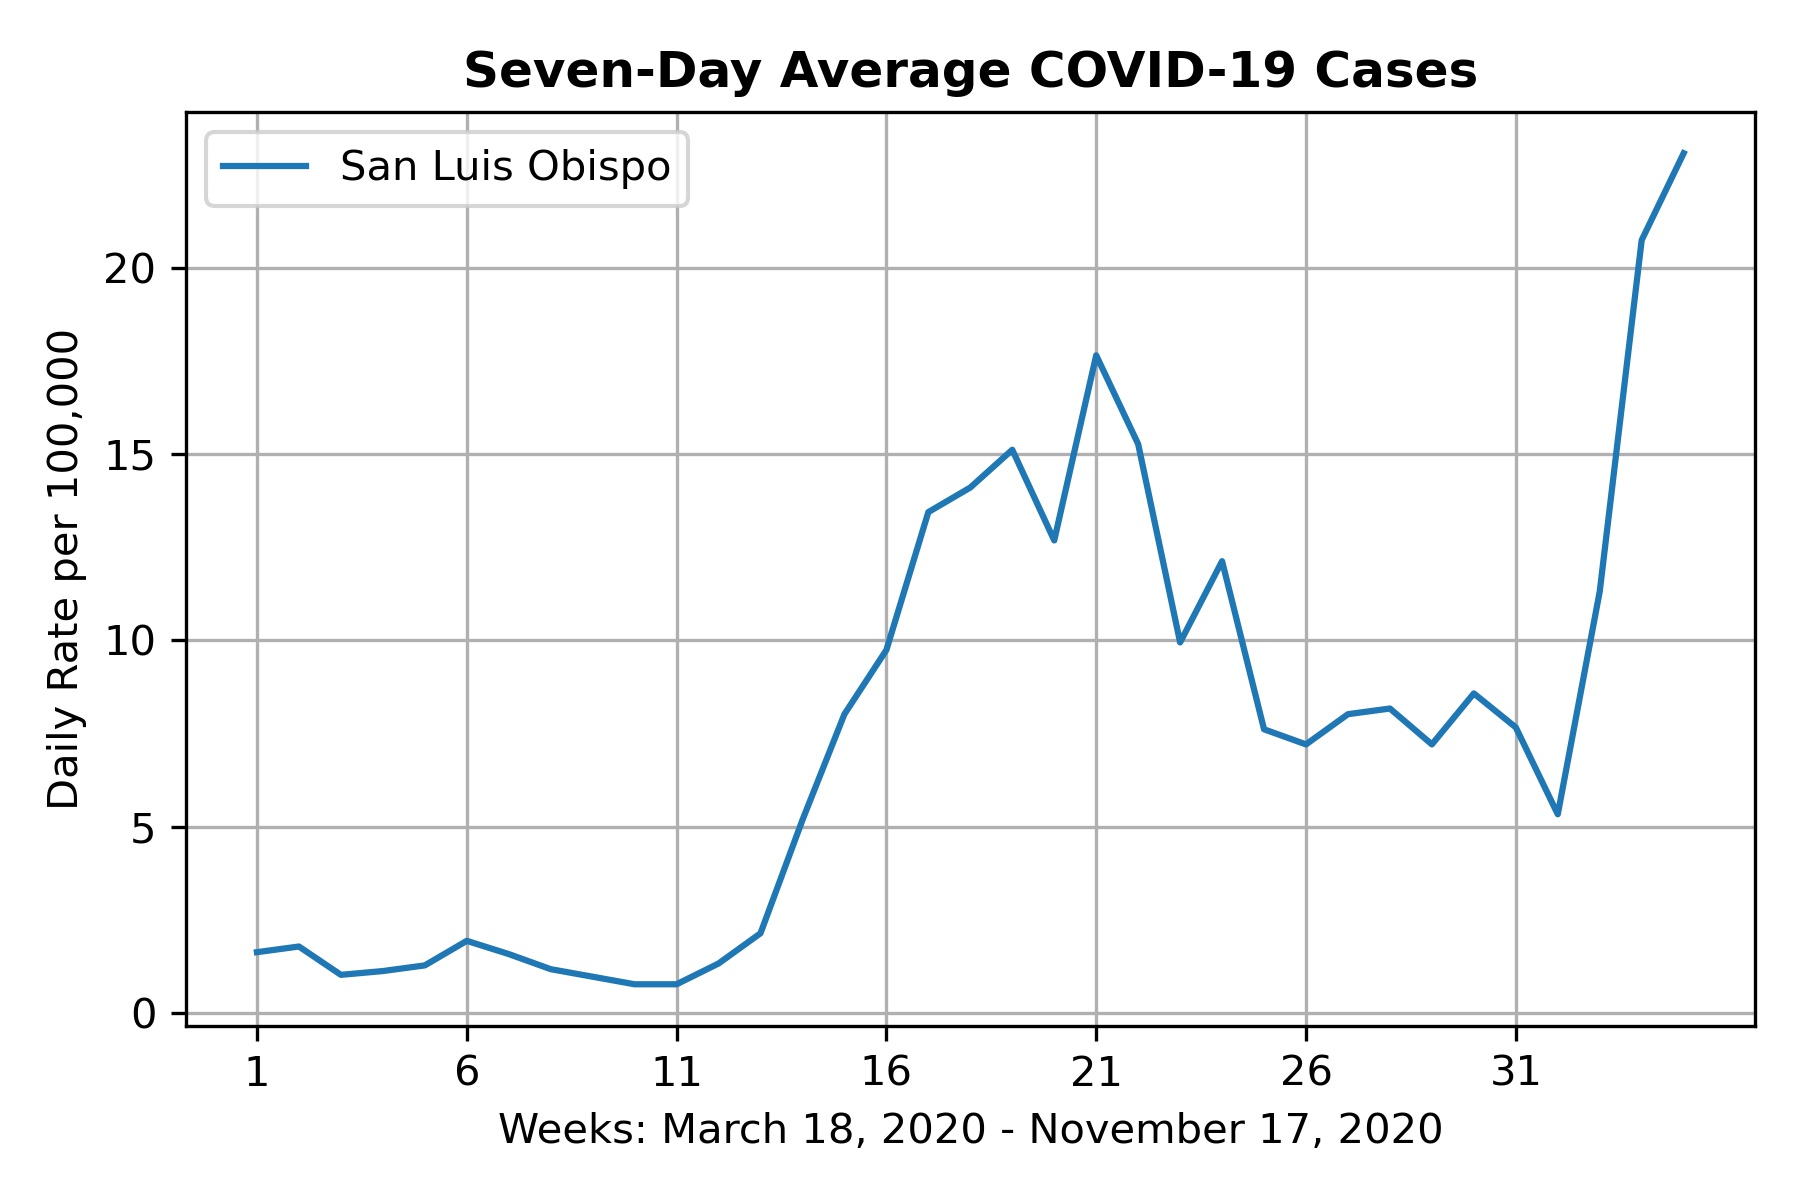 Seven-Day Average COVID-19 Cases
San Luis Obispo
Daily Rate per 100,000
20
15
10
5
0
1 6 11 16 21 26 31
Weeks: March 18, 2020 - November 17, 2020